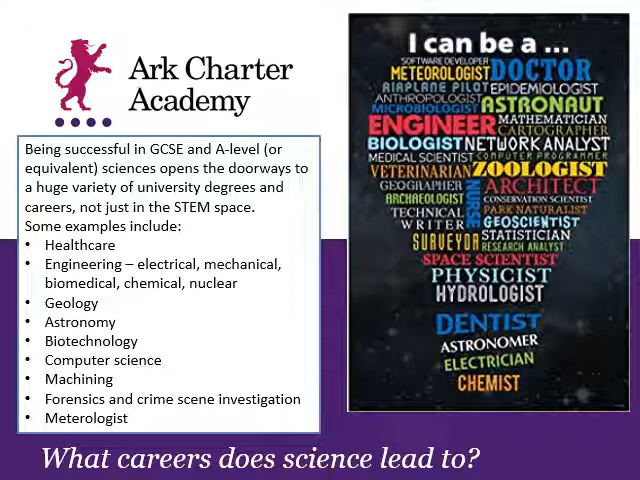 Ark Charter
Academy
Being successful in GCSE and A-level (or
equivalent) sciences opens the doorways to
a huge variety of university degrees and
careers, not just in the STEM space.
Some examples include:
• Healthcare
• Engineering – electrical, mechanical,
biomedical, chemical, nuclear
• Geology
• Astronomy
• Biotechnology
• Computer science
• Machining
• Forensics and crime scene investigation
• Meterologist
I can be a ...
SOFTWARE DEVELOPER
METEOROLOGIST DOCTOR
AIRPLANE PILOT EPIDEMIOLOGIST
ANTHROPOLOGIST ASTRONAUT
MICROBIOLOGIST
ENGINEER MATHEMATICIAN
CARTOGRAPHER
BIOLOGIST NETWORK ANALYST
MEDICAL SCIENTIST COMPUTER PROGRAMMER
VETERINARIAN ZOOLOGIST
GEOGRAPHER NURSE ARCHITECT
ARCHAEOLOGIST CONSERVATION SCIENTIST
TECHNICAL PARK NATURALIST
WRITER GEOSCIENTIST
STATISTICIAN
SURVEYOR RESEARCH ANALYST
SPACE SCIENTIST
PHYSICIST
HYDROLOGIST
DENTIST
ASTRONOMER
ELECTRICIAN
CHEMIST
What careers does science lead to?